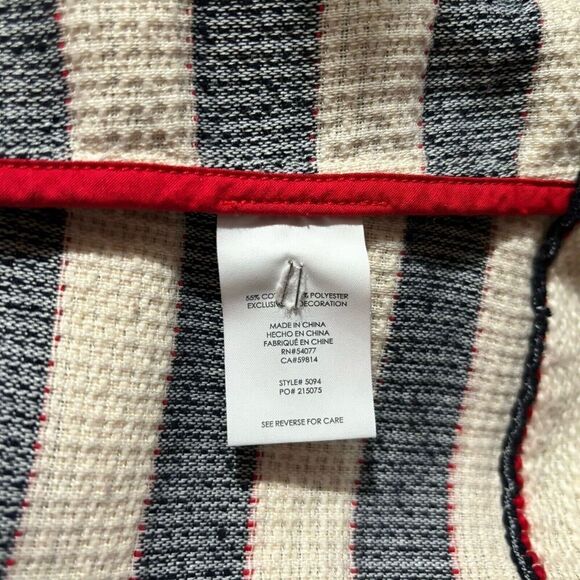 55% % POLYESTER
EXCLUSIVE DECORATION
MADE IN CHINA
HECHO EN CHINA
FABRIQUÉ EN CHINE
RN#54077
CA#59814
STYLE# 5094
PO# 215075
SEE REVERSE FOR CARE